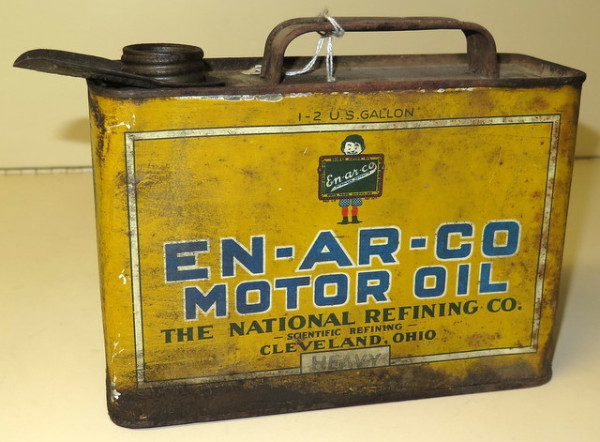 1-2 U.S. GALLON
En-ar-co
EN-AR-CO
MOTOR OIL
THE NATIONAL REFINING CO.
- SCIENTIFIC REFINING -
CLEVELAND, OHIO
HEAVY